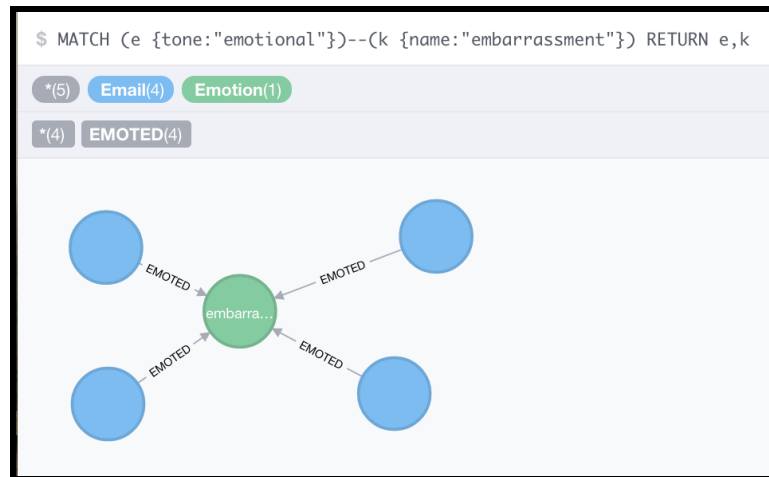 $ MATCH (e {tone:"emotional"})--(k {name:"embarrassment"}) RETURN e,k
*(5) Email(4) Emotion(1)
*(4) EMOTED(4)
EMOTED
EMOTED
embarra...
EMOTED
EMOTED